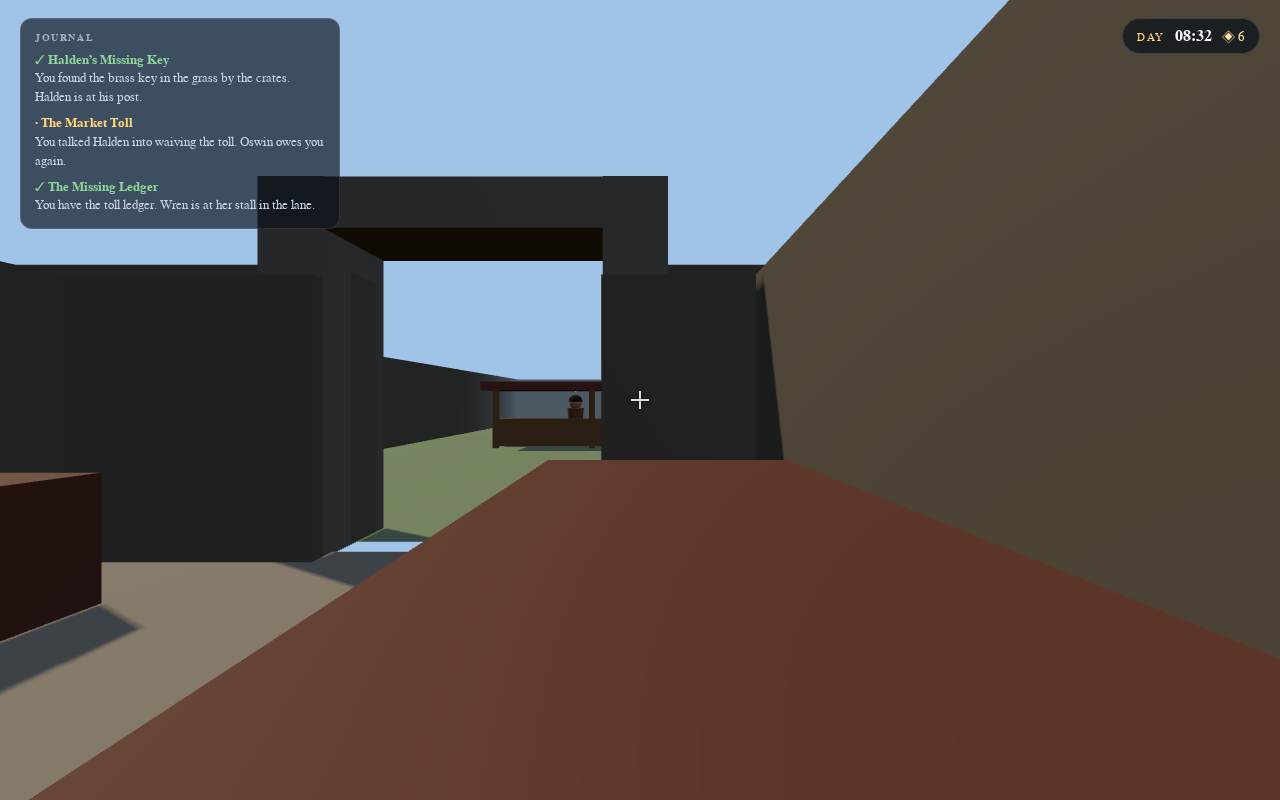 JOURNAL
✓ Halden's Missing Key
You found the brass key in the grass by the crates.
Halden is at his post.
· The Market Toll
You talked Halden into waiving the toll. Oswin owes you
again.
✓ The Missing Ledger
You have the toll ledger. Wren is at her stall in the lane.
DAY 08:32 ◈ 6